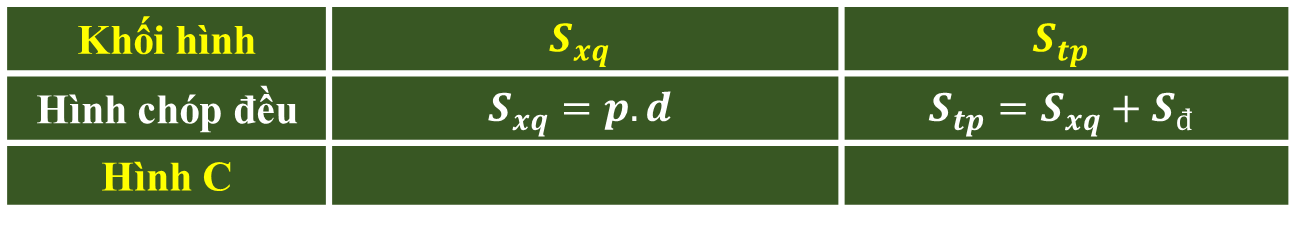 Khối hình S_xq S_tp
Hình chóp đều S_xq = p.d S_tp = S_xq + S_đ
Hình C